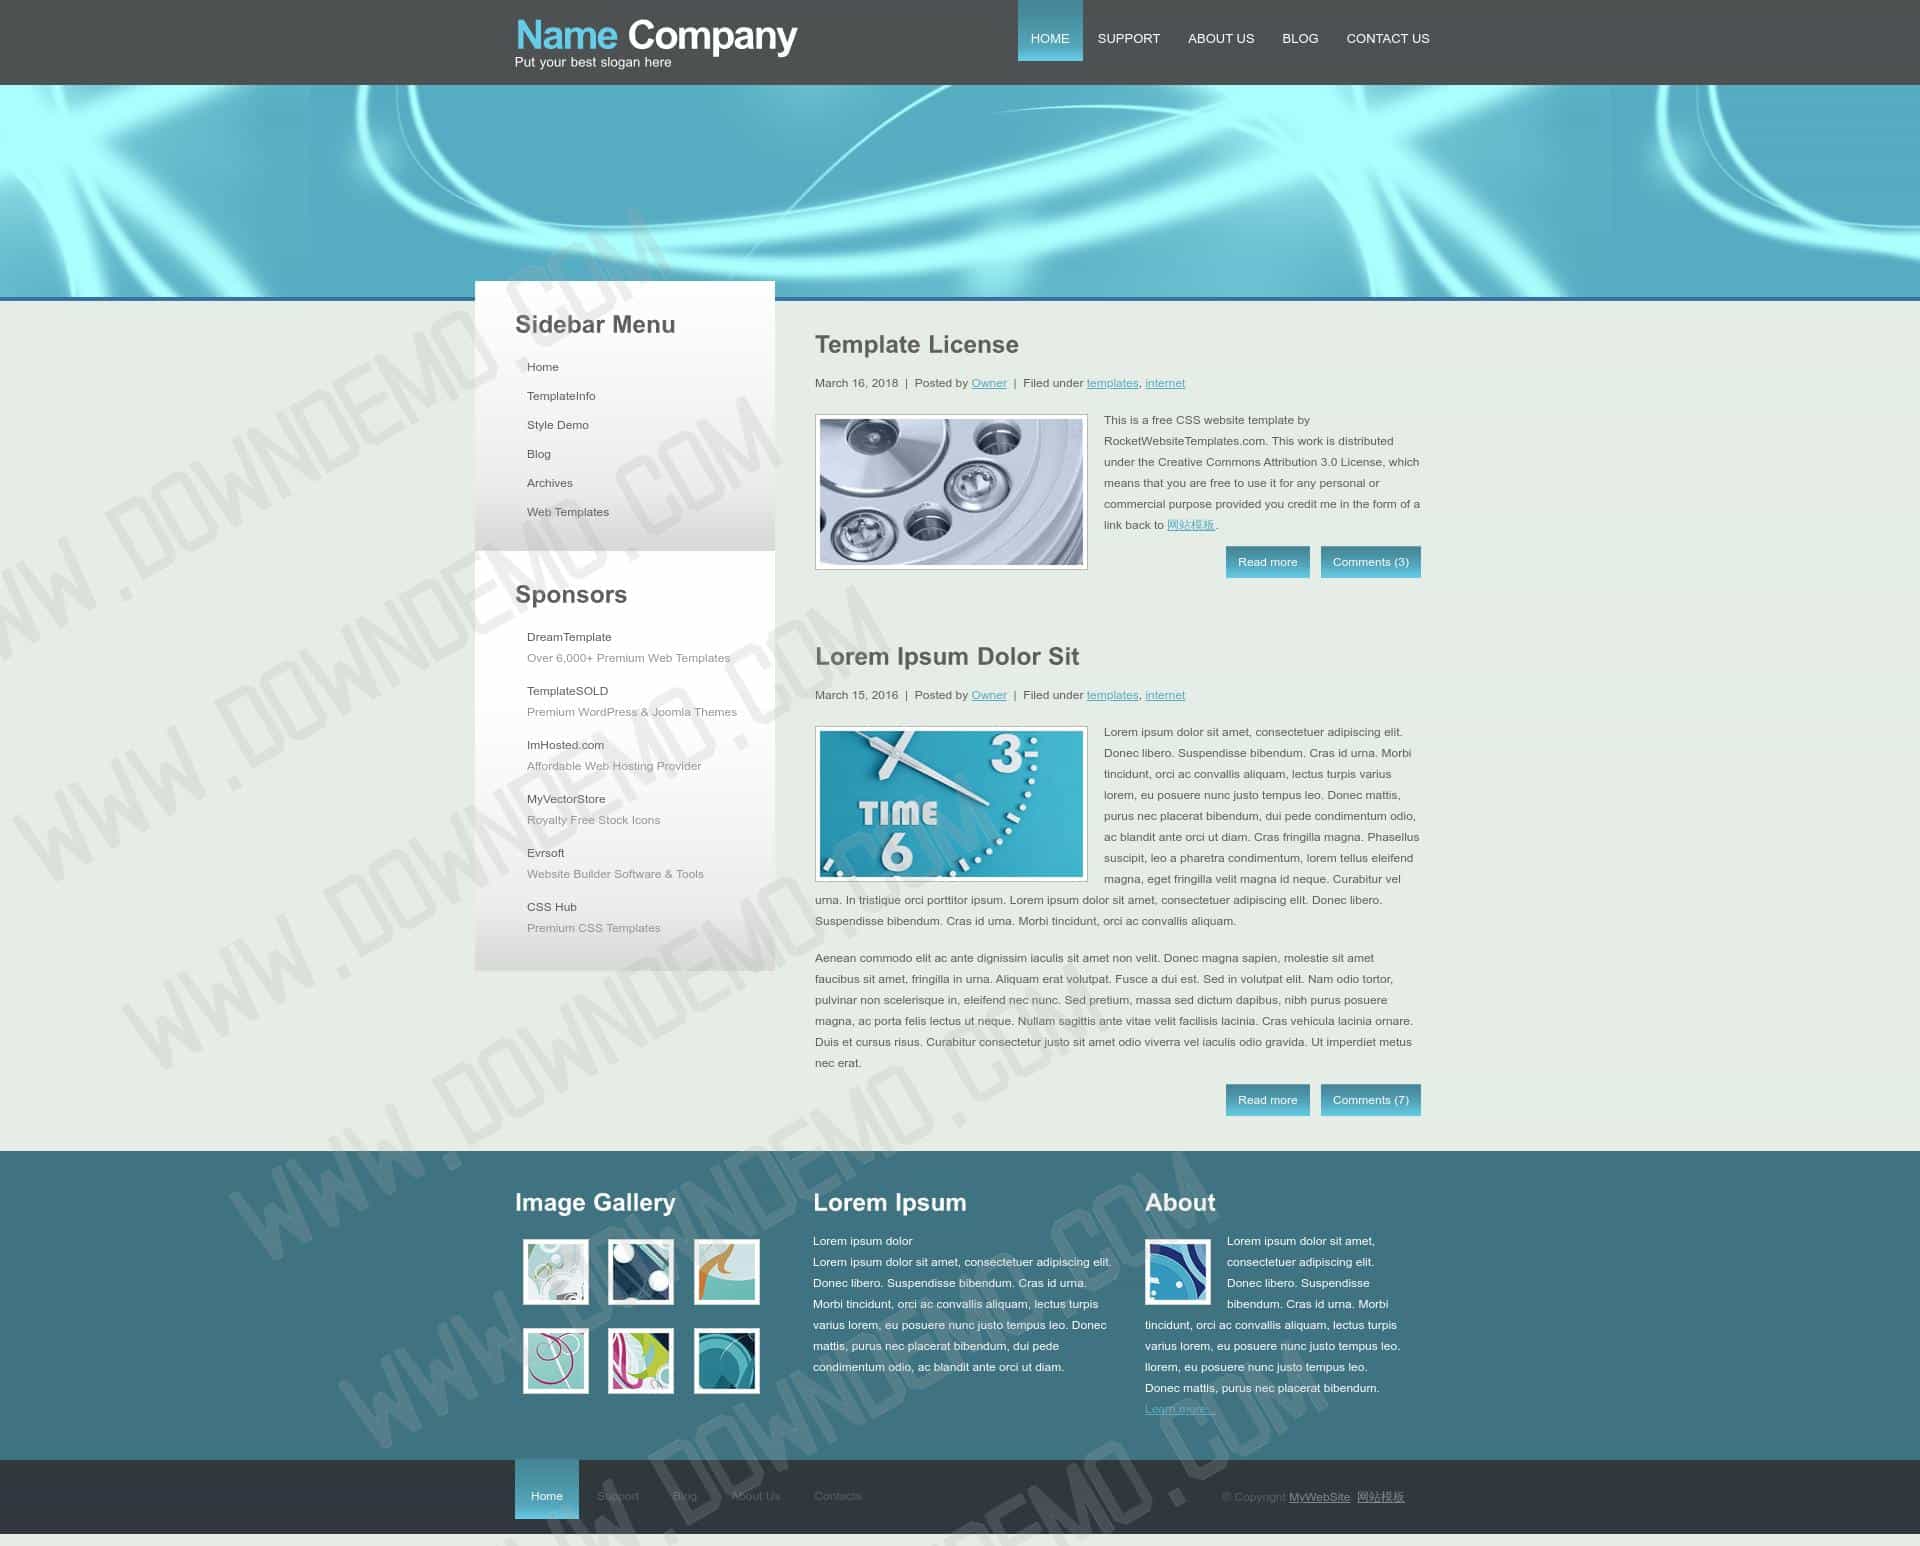 Name Company
Put your best slogan here
HOME SUPPORT ABOUT US BLOG CONTACT US
Sidebar Menu
Home
TemplateInfo
Style Demo
Blog
Archives
Web Templates
Sponsors
DreamTemplate
Over 6,000+ Premium Web Templates
TemplateSOLD
Premium WordPress & Joomla Themes
ImHosted.com
Affordable Web Hosting Provider
MyVectorStore
Royalty Free Stock Icons
Evrsoft
Website Builder Software & Tools
CSS Hub
Premium CSS Templates
Template License
March 16, 2018 | Posted by Owner | Filed under templates, internet
This is a free CSS website template by
RocketWebsiteTemplates.com. This work is distributed
under the Creative Commons Attribution 3.0 License, which
means that you are free to use it for any personal or
commercial purpose provided you credit me in the form of a
link back to 网站模板.
Read more Comments (3)
Lorem Ipsum Dolor Sit
March 15, 2016 | Posted by Owner | Filed under templates, internet
3
TIME
6
Lorem ipsum dolor sit amet, consectetuer adipiscing elit.
Donec libero. Suspendisse bibendum. Cras id urna. Morbi
tincidunt, orci ac convallis aliquam, lectus turpis varius
lorem, eu posuere nunc justo tempus leo. Donec mattis,
purus nec placerat bibendum, dui pede condimentum odio,
ac blandit ante orci ut diam. Cras fringilla magna. Phasellus
suscipit, leo a pharetra condimentum, lorem tellus eleifend
magna, eget fringilla velit magna id neque. Curabitur vel
urna. In tristique orci porttitor ipsum. Lorem ipsum dolor sit amet, consectetuer adipiscing elit. Donec libero.
Suspendisse bibendum. Cras id urna. Morbi tincidunt, orci ac convallis aliquam.
Aenean commodo elit ac ante dignissim iaculis sit amet non velit. Donec magna sapien, molestie sit amet
faucibus sit amet, fringilla in urna. Aliquam erat volutpat. Fusce a dui est. Sed in volutpat elit. Nam odio tortor,
pulvinar non scelerisque in, eleifend nec nunc. Sed pretium, massa sed dictum dapibus, nibh purus posuere
magna, ac porta felis lectus ut neque. Nullam sagittis ante vitae velit facilisis lacinia. Cras vehicula lacinia ornare.
Duis et cursus risus. Curabitur consectetur justo sit amet odio viverra vel iaculis odio gravida. Ut imperdiet metus
nec erat.
Read more Comments (7)
Image Gallery
Lorem Ipsum
Lorem ipsum dolor
Lorem ipsum dolor sit amet, consectetuer adipiscing elit.
Donec libero. Suspendisse bibendum. Cras id urna.
Morbi tincidunt, orci ac convallis aliquam, lectus turpis
varius lorem, eu posuere nunc justo tempus leo. Donec
mattis, purus nec placerat bibendum, dui pede
condimentum odio, ac blandit ante orci ut diam.
About
Lorem ipsum dolor sit amet,
consectetuer adipiscing elit.
Donec libero. Suspendisse
bibendum. Cras id urna. Morbi
tincidunt, orci ac convallis aliquam, lectus turpis
varius lorem, eu posuere nunc justo tempus leo.
llorem, eu posuere nunc justo tempus leo.
Donec mattis, purus nec placerat bibendum.
Learn more...
Home Support Blog About Us Contacts
© Copyright MyWebSite 网站模板
WWW.DOWNDEMO.COM
WWW.DOWNDEMO.COM
WWW.DOWNDEMO.COM
WWW.DOWNDEMO.COM
WWW.DOWNDEMO.COM
WWW.DOWNDEMO.COM